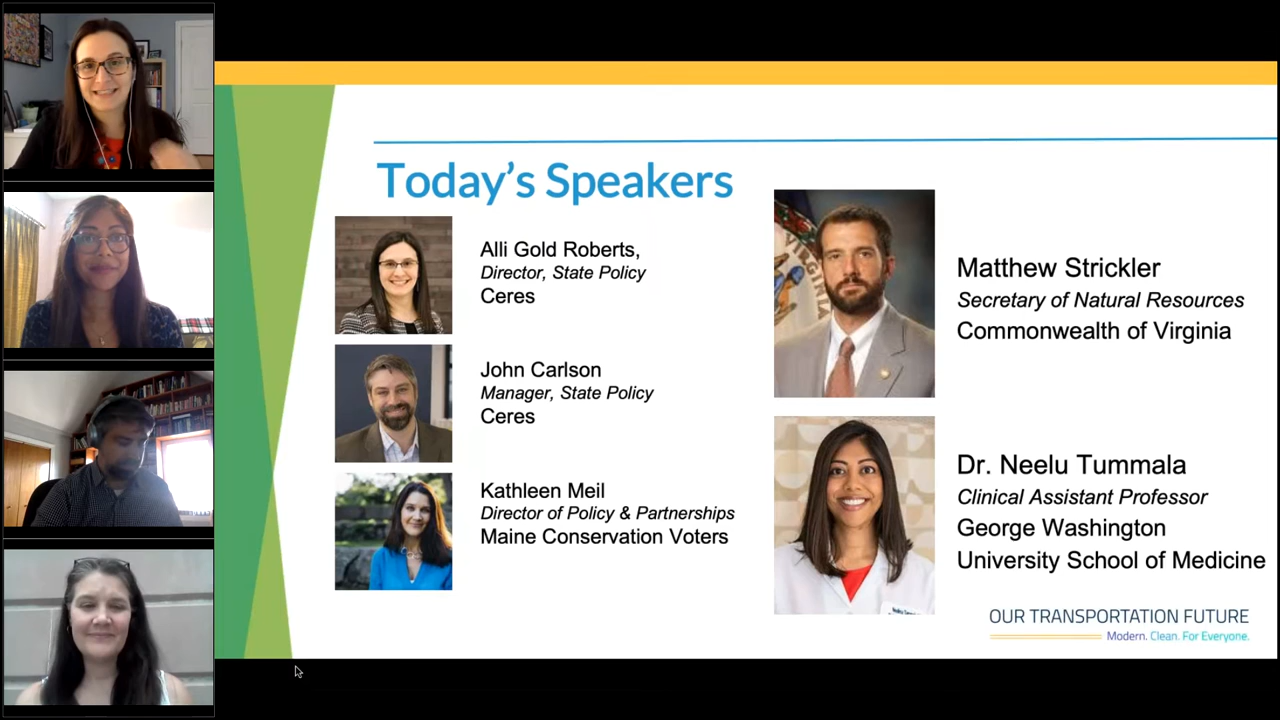 Today's Speakers
Alli Gold Roberts,
Director, State Policy
Ceres
John Carlson
Manager, State Policy
Ceres
Kathleen Meil
Director of Policy & Partnerships
Maine Conservation Voters
VIRGINIA
Matthew Strickler
Secretary of Natural Resources
Commonwealth of Virginia
Dr. Neelu Tummala
Clinical Assistant Professor
George Washington
University School of Medicine
OUR TRANSPORTATION FUTURE
Modern. Clean. For Everyone.